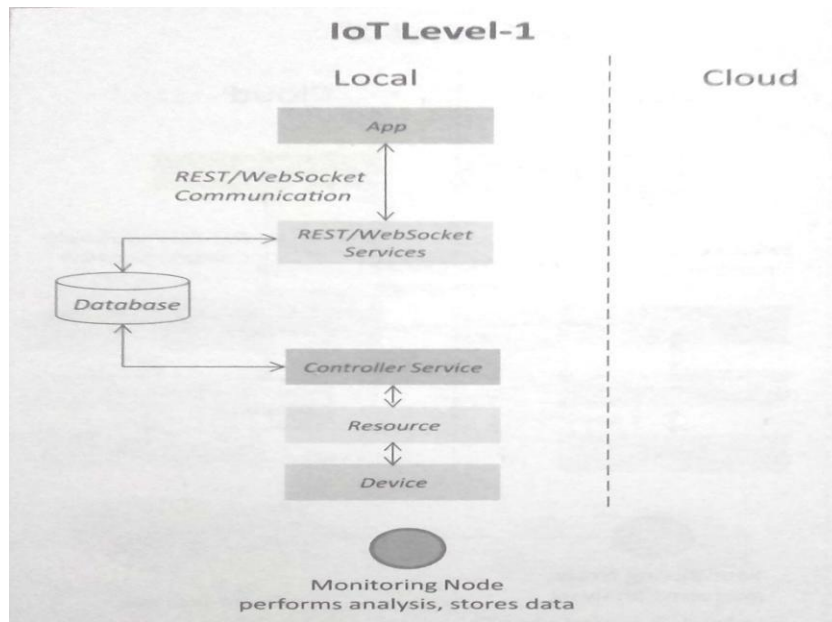 IoT Level-1
Local
Cloud
App
REST/WebSocket
Communication
REST/WebSocket
Services
Database
Controller Service
Resource
Device
Monitoring Node
performs analysis, stores data